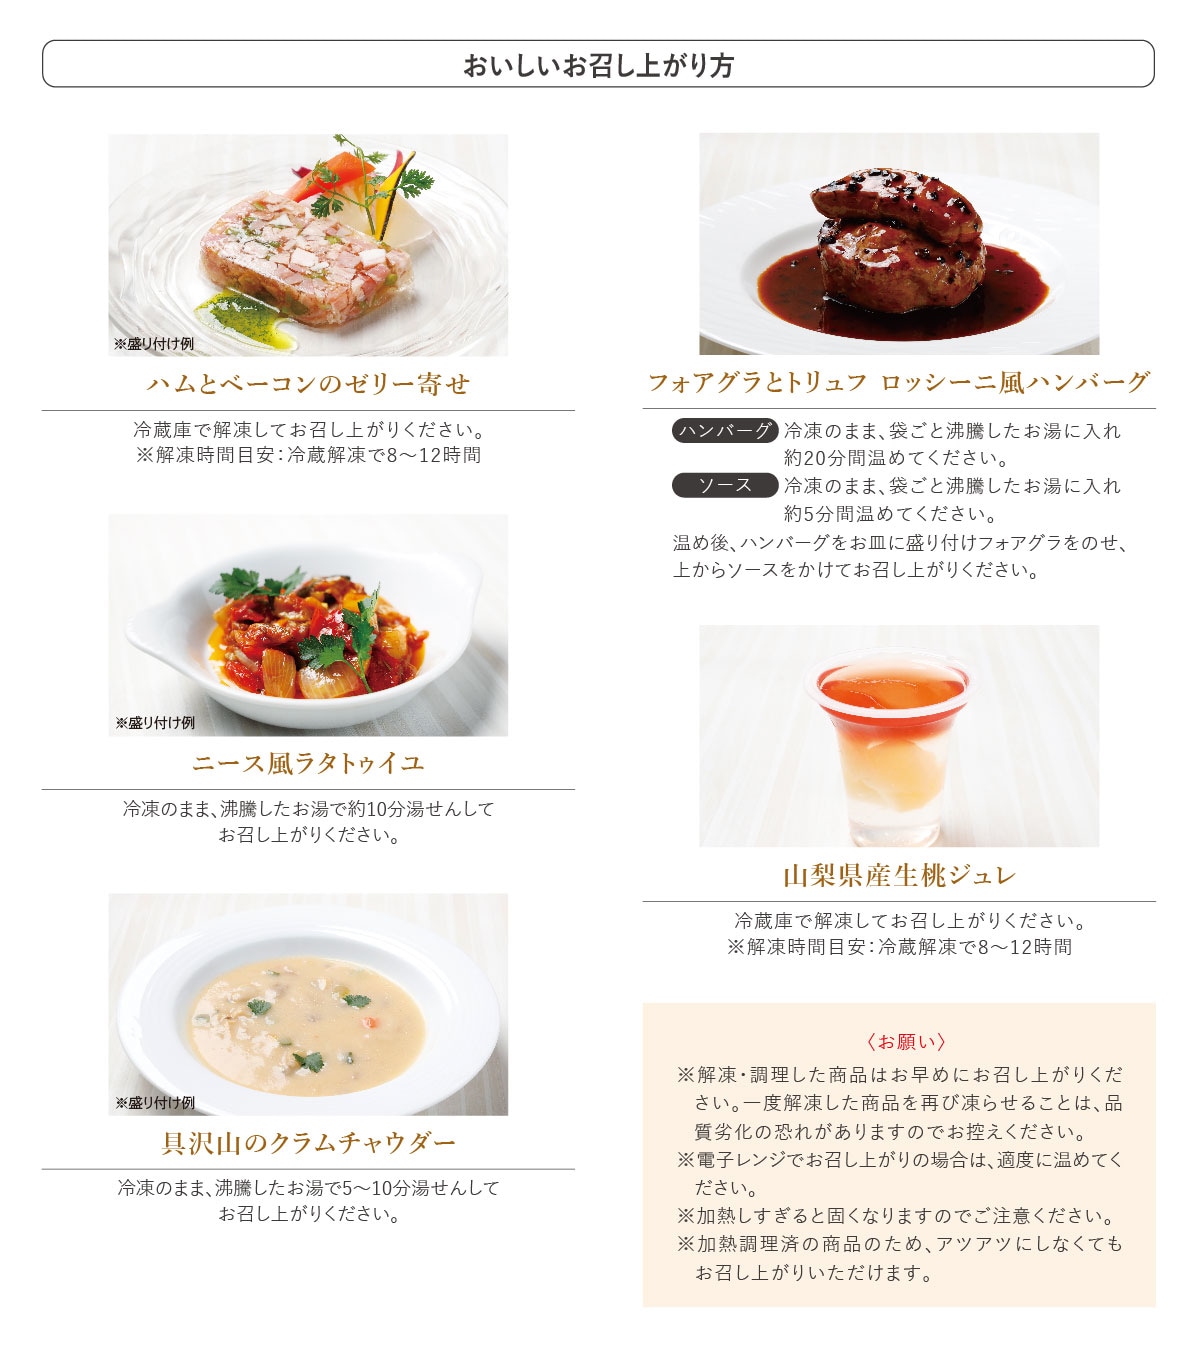 おいしいお召し上がり方
※盛り付け例
ハムとベーコンのゼリー寄せ
冷蔵庫で解凍してお召し上がりください。
※解凍時間目安：冷蔵解凍で8〜12時間
※盛り付け例
ニース風ラタトゥイユ
冷凍のまま、沸騰したお湯で約10分湯せんして
お召し上がりください。
※盛り付け例
具沢山のクラムチャウダー
冷凍のまま、沸騰したお湯で5〜10分湯せんして
お召し上がりください。
フォアグラとトリュフ ロッシーニ風ハンバーグ
ハンバーグ 冷凍のまま、袋ごと沸騰したお湯に入れ
約20分間温めてください。
ソース 冷凍のまま、袋ごと沸騰したお湯に入れ
約5分間温めてください。
温め後、ハンバーグをお皿に盛り付けフォアグラをのせ、
上からソースをかけてお召し上がりください。
山梨県産生桃ジュレ
冷蔵庫で解凍してお召し上がりください。
※解凍時間目安：冷蔵解凍で8〜12時間
〈お願い〉
※解凍・調理した商品はお早めにお召し上がりくだ
さい。一度解凍した商品を再び凍らせることは、品
質劣化の恐れがありますのでお控えください。
※電子レンジでお召し上がりの場合は、適度に温めてく
ださい。
※加熱しすぎると固くなりますのでご注意ください。
※加熱調理済の商品のため、アツアツにしなくても
お召し上がりいただけます。